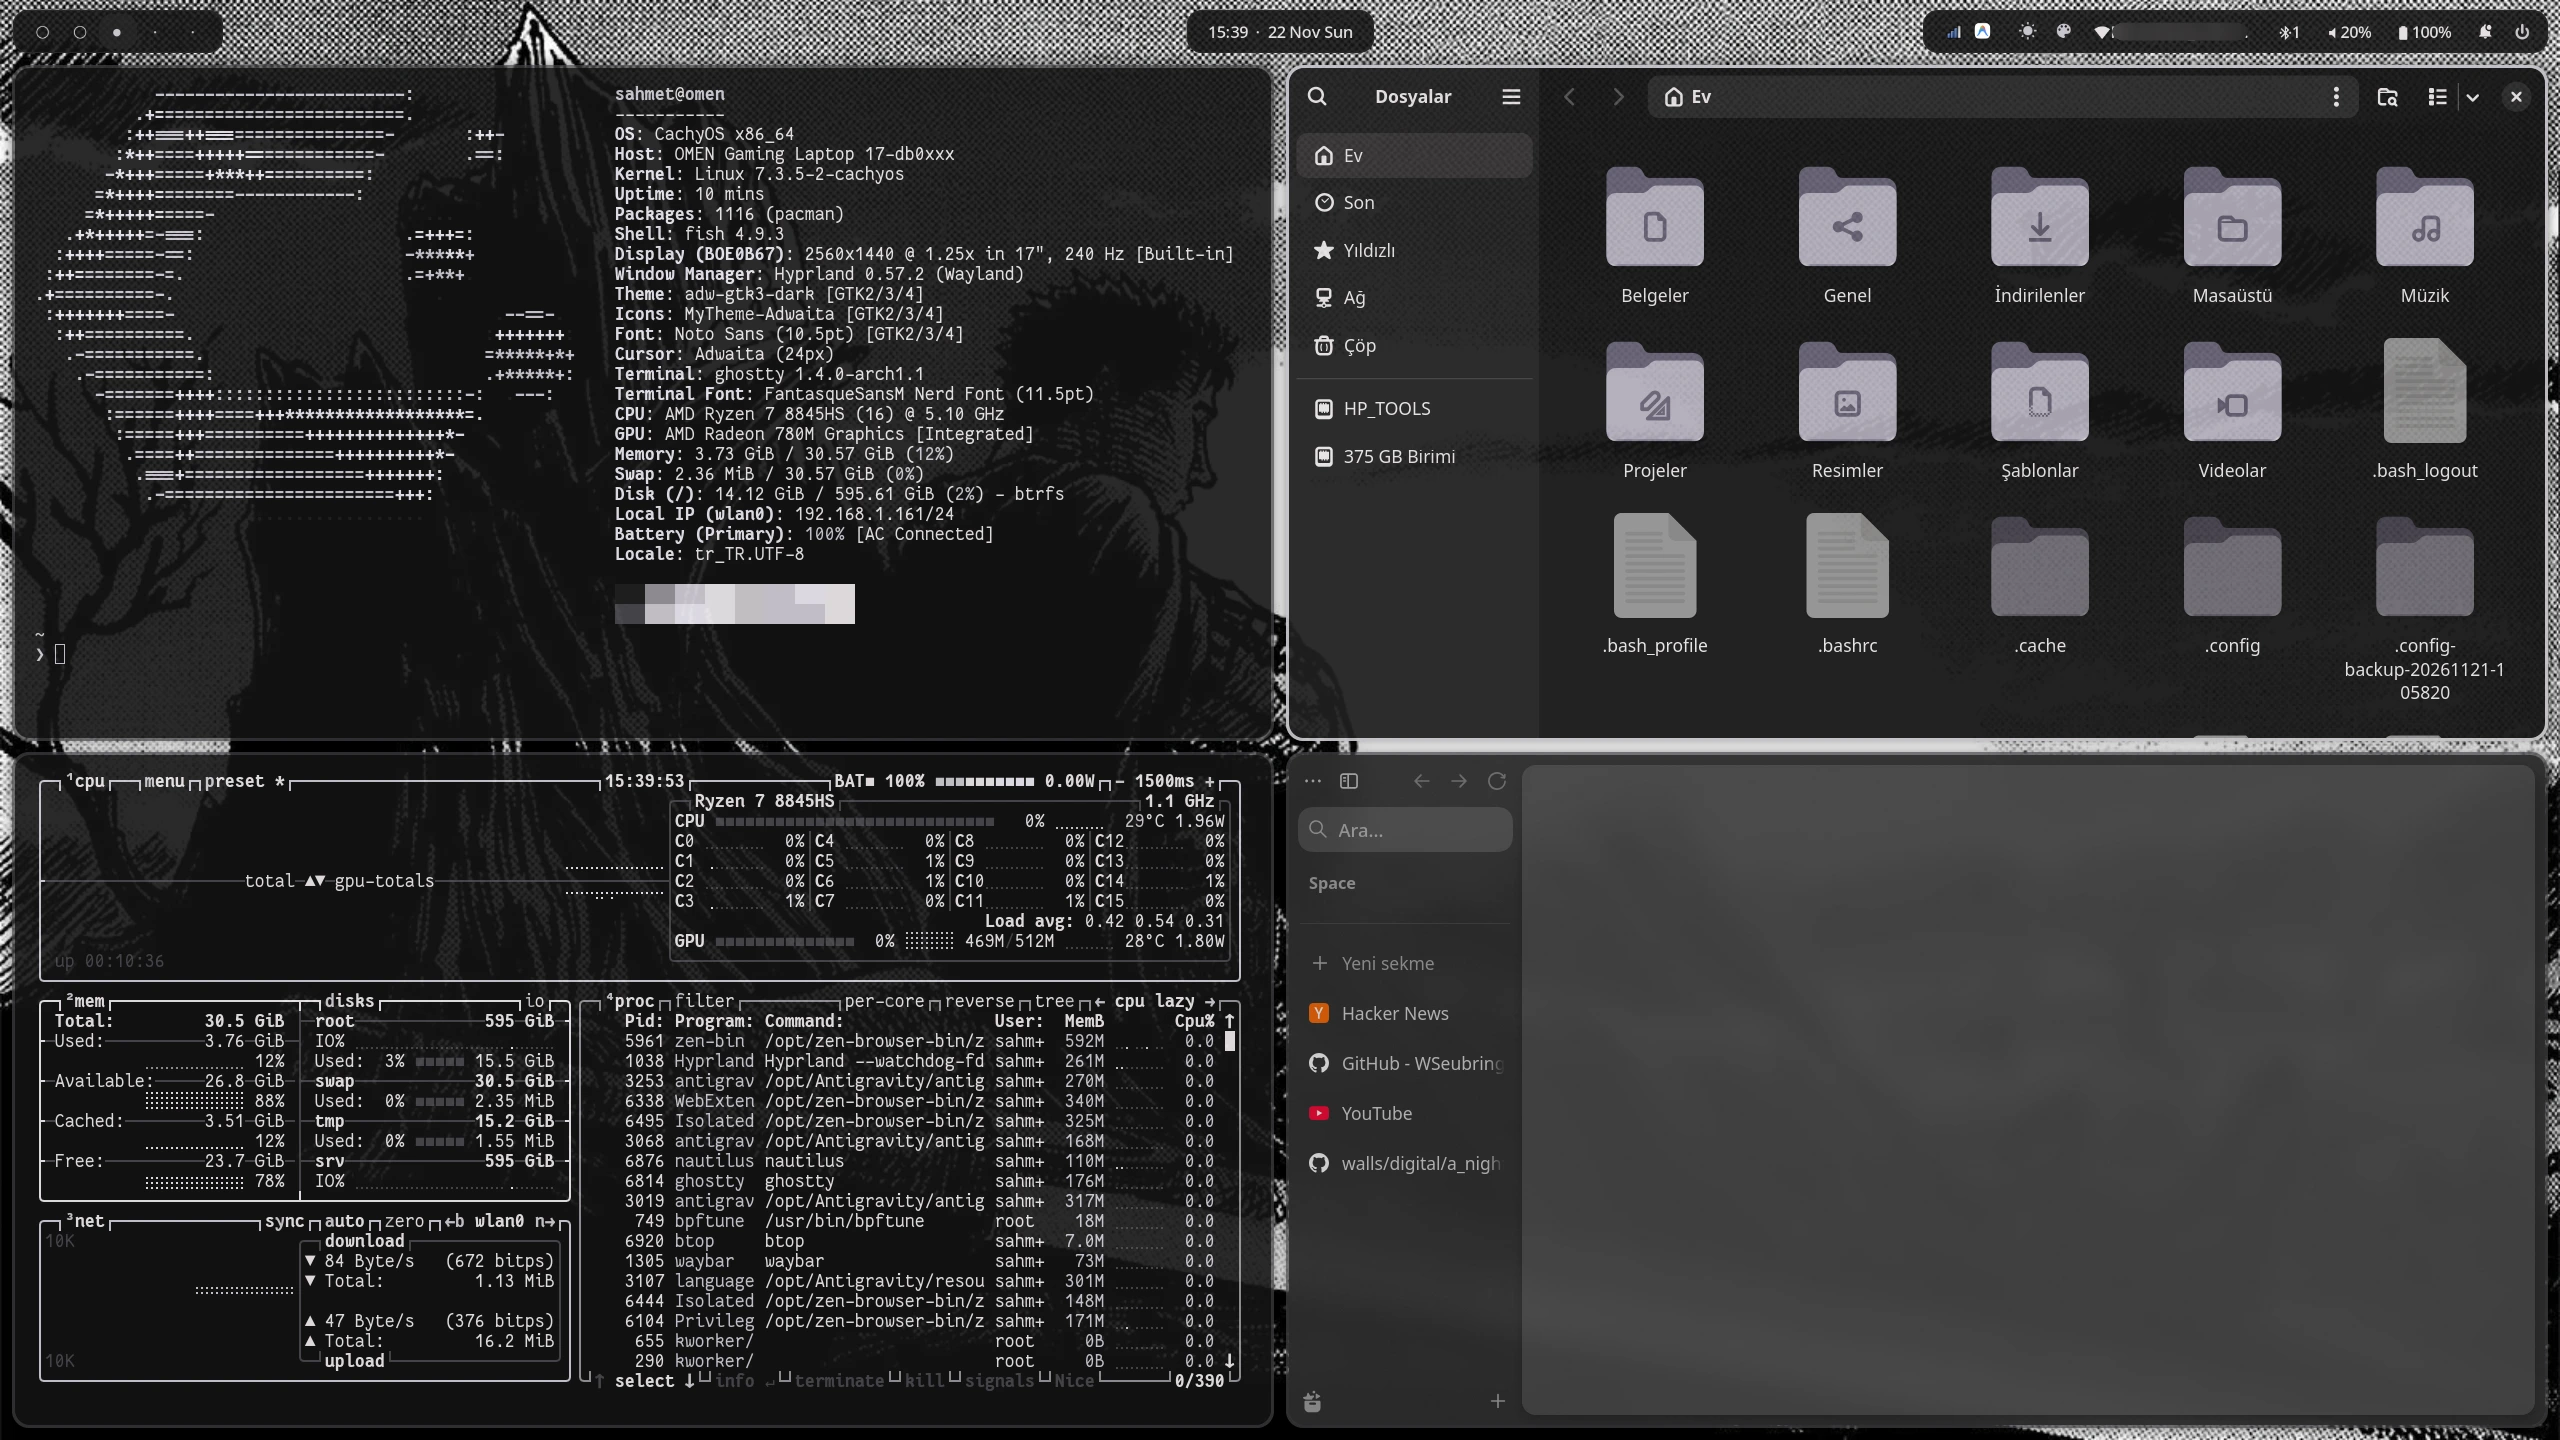 15:39 · 22 Nov Sun
1
20%
100%
sahmet@omen
-----------
OS: CachyOS x86_64
Host: OMEN Gaming Laptop 17-db0xxx
Kernel: Linux 7.3.5-2-cachyos
Uptime: 10 mins
Packages: 1116 (pacman)
Shell: fish 4.9.3
Display (BOE0B67): 2560x1440 @ 1.25x in 17", 240 Hz [Built-in]
Window Manager: Hyprland 0.57.2 (Wayland)
Theme: adw-gtk3-dark [GTK2/3/4]
Icons: MyTheme-Adwaita [GTK2/3/4]
Font: Noto Sans (10.5pt) [GTK2/3/4]
Cursor: Adwaita (24px)
Terminal: ghostty 1.4.0-arch1.1
Terminal Font: FantasqueSansM Nerd Font (11.5pt)
CPU: AMD Ryzen 7 8845HS (16) @ 5.10 GHz
GPU: AMD Radeon 780M Graphics [Integrated]
Memory: 3.73 GiB / 30.57 GiB (12%)
Swap: 2.36 MiB / 30.57 GiB (0%)
Disk (/): 14.12 GiB / 595.61 GiB (2%) - btrfs
Local IP (wlan0): 192.168.1.161/24
Battery (Primary): 100% [AC Connected]
Locale: tr_TR.UTF-8
~
❯
Dosyalar
Ev
Ev
Son
Yıldızlı
Ağ
Çöp
HP_TOOLS
375 GB Birimi
Belgeler Genel İndirilenler Masaüstü Müzik
Projeler Resimler Şablonlar Videolar .bash_logout
.bash_profile .bashrc .cache .config .config-
backup-20261121-1
05820
¹cpu menu preset * 15:39:53 BAT■ 100% 0.00W - 1500ms +
Ryzen 7 8845HS 1.1 GHz
CPU 0% 29°C 1.96W
C0 0% C4 0% C8 0% C12 0%
C1 0% C5 1% C9 0% C13 0%
total ▲▼ gpu-totals C2 0% C6 1% C10 0% C14 1%
C3 1% C7 0% C11 1% C15 0%
Load avg: 0.42 0.54 0.31
GPU 0% 469M/512M 28°C 1.80W
up 00:10:36
²mem disks io
Total: 30.5 GiB root 595 GiB
Used: 3.76 GiB IO%
12% Used: 3% 15.5 GiB
Available: 26.8 GiB swap 30.5 GiB
88% Used: 0% 2.35 MiB
Cached: 3.51 GiB tmp 15.2 GiB
12% Used: 0% 1.55 MiB
Free: 23.7 GiB srv 595 GiB
78% IO%
³net sync auto zero ←b wlan0 n→
10K download
▼ 84 Byte/s (672 bitps)
▼ Total: 1.13 MiB
▲ 47 Byte/s (376 bitps)
▲ Total: 16.2 MiB
10K upload
⁴proc filter per-core reverse tree ← cpu lazy →
Pid: Program: Command: User: MemB Cpu% ↑
5961 zen-bin /opt/zen-browser-bin/z sahm+ 592M 0.0
1038 Hyprland Hyprland --watchdog-fd sahm+ 261M 0.0
3253 antigrav /opt/Antigravity/antig sahm+ 270M 0.0
6338 WebExten /opt/zen-browser-bin/z sahm+ 340M 0.0
6495 Isolated /opt/zen-browser-bin/z sahm+ 325M 0.0
3068 antigrav /opt/Antigravity/antig sahm+ 168M 0.0
6876 nautilus nautilus sahm+ 110M 0.0
6814 ghostty ghostty sahm+ 176M 0.0
3019 antigrav /opt/Antigravity/antig sahm+ 317M 0.0
749 bpftune /usr/bin/bpftune root 18M 0.0
6920 btop btop sahm+ 7.0M 0.0
1305 waybar waybar sahm+ 73M 0.0
3107 language /opt/Antigravity/resou sahm+ 301M 0.0
6444 Isolated /opt/zen-browser-bin/z sahm+ 148M 0.0
6104 Privileg /opt/zen-browser-bin/z sahm+ 171M 0.0
655 kworker/ root 0B 0.0
290 kworker/ root 0B 0.0 ↓
↑ select ↓ info ↵ terminate kill signals Nice 0/390
Ara...
Space
Yeni sekme
Hacker News
GitHub - WSeubring
YouTube
walls/digital/a_nigh